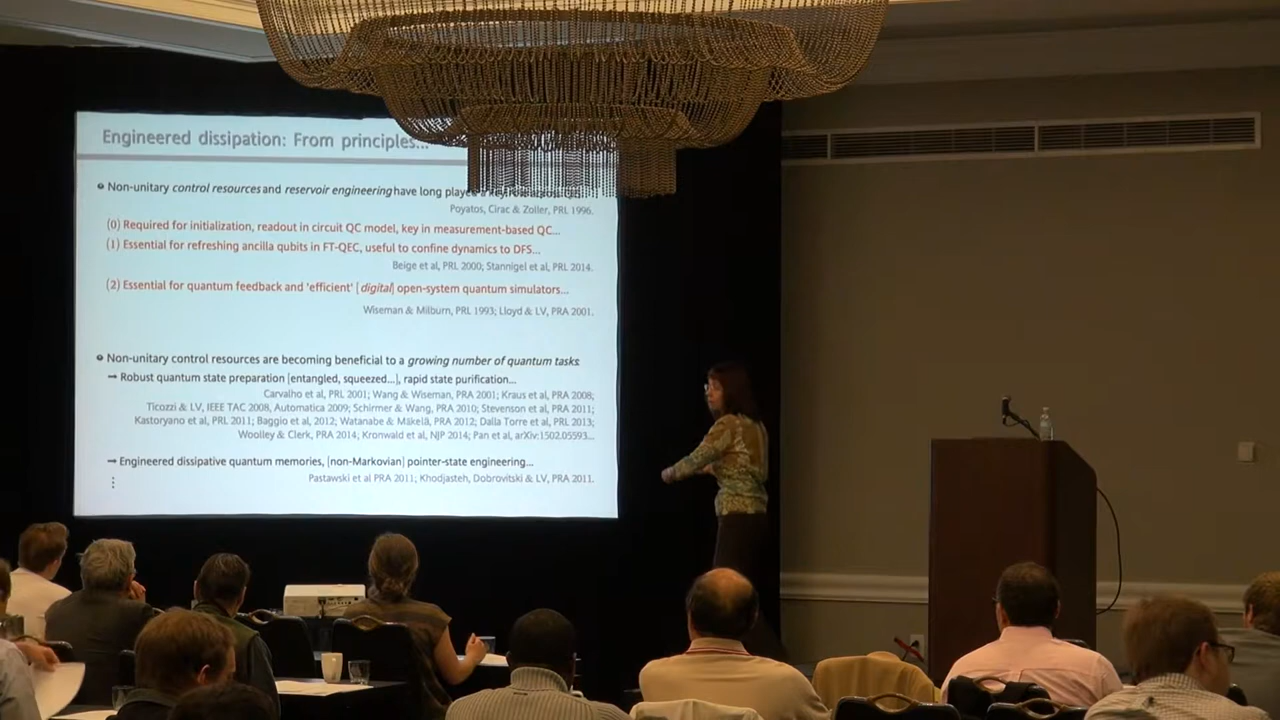 Engineered dissipation: From principles...
Non-unitary control resources and reservoir engineering have long played
Poyatos, Cirac & Zoller, PRL 1996.
(0) Required for initialization, readout in circuit QC model, key in measurement-based QC...
(1) Essential for refreshing ancilla qubits in FT-QEC, useful to confine dynamics to DFS...
Beige et al, PRL 2000; Stannigel et al, PRL 2014.
(2) Essential for quantum feedback and 'efficient' [digital] open-system quantum simulators...
Wiseman & Milburn, PRL 1993; Lloyd & LV, PRA 2001.
Non-unitary control resources are becoming beneficial to a growing number of quantum tasks
→ Robust quantum state preparation [entangled, squeezed...], rapid state purification...
Carvalho et al, PRL 2001; Wang & Wiseman, PRA 2001; Kraus et al, PRA 2008;
Ticozzi & LV, IEEE TAC 2008, Automatica 2009; Schirmer & Wang, PRA 2010; Stevenson et al, PRA 2011;
Kastoryano et al, PRL 2011; Baggio et al, 2012; Watanabe & Mäkelä, PRA 2012; Dalla Torre et al, PRL 2013;
Woolley & Clerk, PRA 2014; Kronwald et al, NJP 2014; Pan et al, arXiv:1502.05593...
→ Engineered dissipative quantum memories, [non-Markovian] pointer-state engineering...
Pastawski et al PRA 2011; Khodjasteh, Dobrovitski & LV, PRA 2011.
⋮